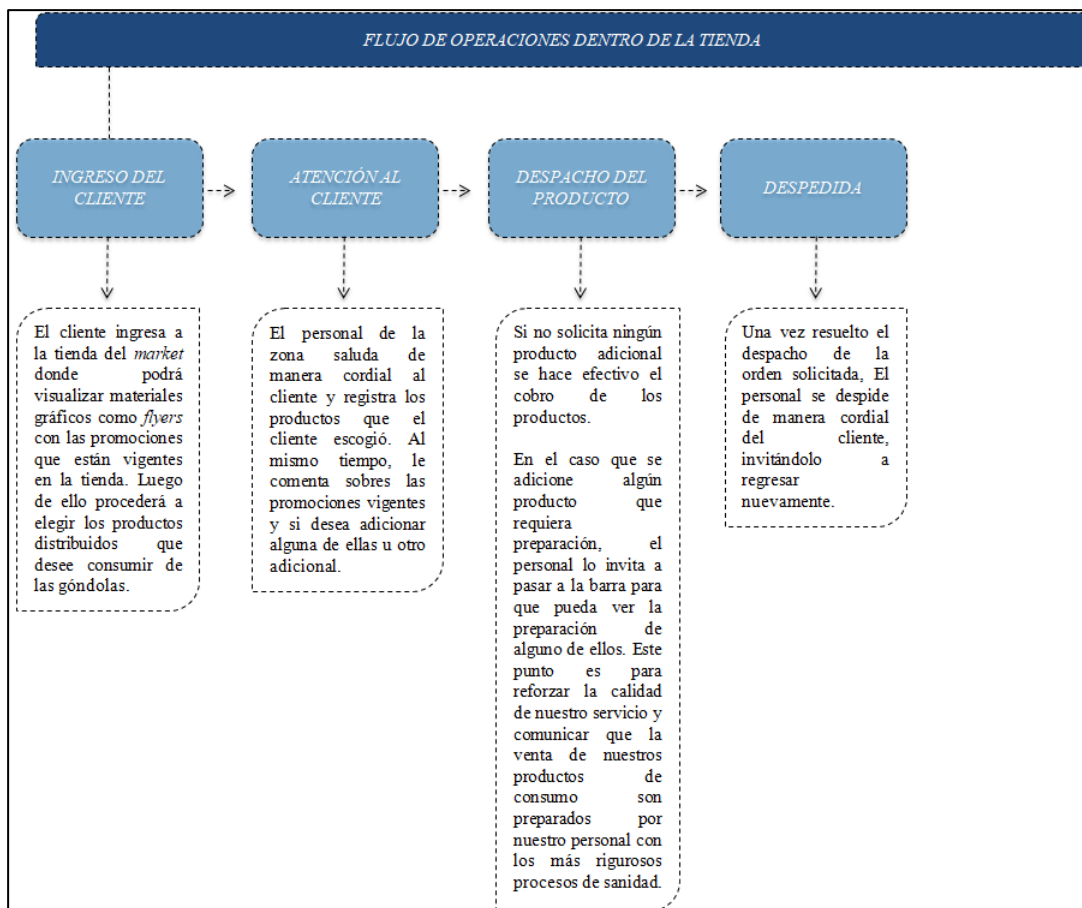 FLUJO DE OPERACIONES DENTRO DE LA TIENDA
INGRESO DEL
CLIENTE
ATENCIÓN AL
CLIENTE
DESPACHO DEL
PRODUCTO
DESPEDIDA
El cliente ingresa a
la tienda del market
donde podrá
visualizar materiales
gráficos como flyers
con las promociones
que están vigentes
en la tienda. Luego
de ello procederá a
elegir los productos
distribuidos que
desee consumir de
las góndolas.
El personal de la
zona saluda de
manera cordial al
cliente y registra los
productos que el
cliente escogió. Al
mismo tiempo, le
comenta sobres las
promociones vigentes
y si desea adicionar
alguna de ellas u otro
adicional.
Si no solicita ningún
producto adicional
se hace efectivo el
cobro de los
productos.
En el caso que se
adicione algún
producto que
requiera
preparación, el
personal lo invita a
pasar a la barra para
que pueda ver la
preparación de
alguno de ellos. Este
punto es para
reforzar la calidad
de nuestro servicio y
comunicar que la
venta de nuestros
productos de
consumo son
preparados por
nuestro personal con
los más rigurosos
procesos de sanidad.
Una vez resuelto el
despacho de la
orden solicitada, El
personal se despide
de manera cordial
del cliente,
invitándolo a
regresar
nuevamente.